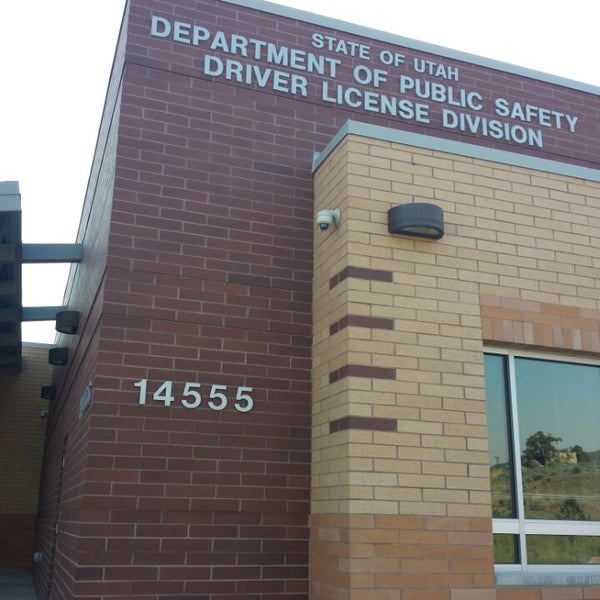 STATE OF UTAH
DEPARTMENT OF PUBLIC SAFETY
DRIVER LICENSE DIVISION
14555